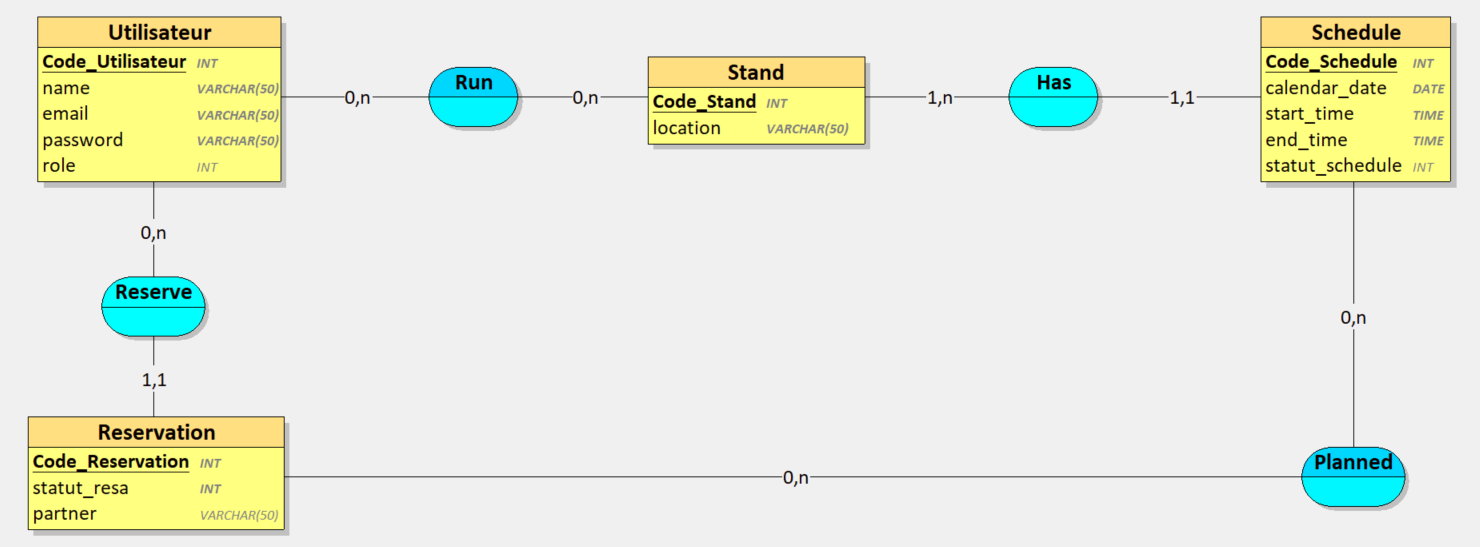 Utilisateur
Code_Utilisateur INT
name VARCHAR(50)
email VARCHAR(50)
password VARCHAR(50)
role INT
0,n
Run
0,n
Stand
Code_Stand INT
location VARCHAR(50)
1,n
Has
1,1
Schedule
Code_Schedule INT
calendar_date DATE
start_time TIME
end_time TIME
statut_schedule INT
0,n
Reserve
1,1
0,n
Reservation
Code_Reservation INT
statut_resa INT
partner VARCHAR(50)
0,n
Planned